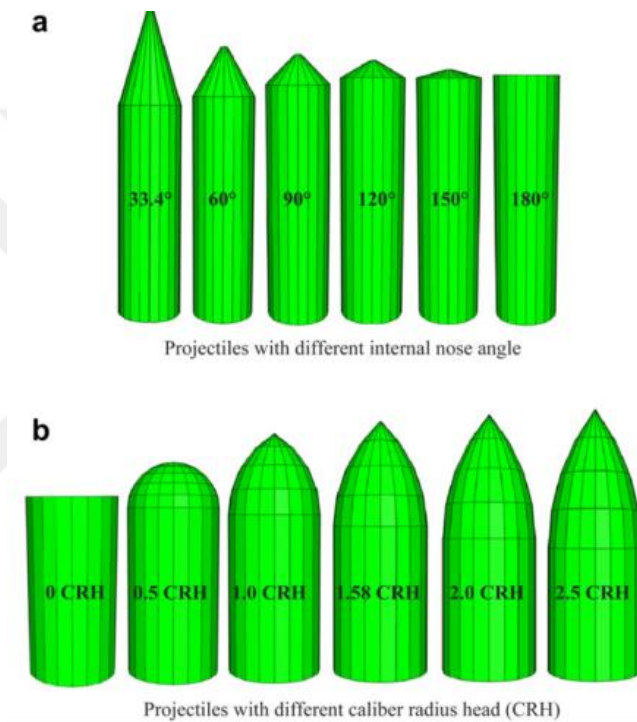 a
33.4° 60° 90° 120° 150° 180°
Projectiles with different internal nose angle
b
0 CRH 0.5 CRH 1.0 CRH 1.58 CRH 2.0 CRH 2.5 CRH
Projectiles with different caliber radius head (CRH)